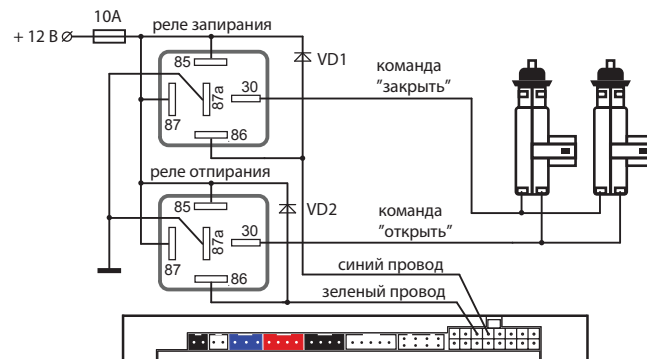 10А
реле запирания
+ 12 В
85
VD1
87a
30
команда
"закрыть"
87
86
реле отпирания
85
VD2
87a
30
команда
"открыть"
87
86
синий провод
зеленый провод